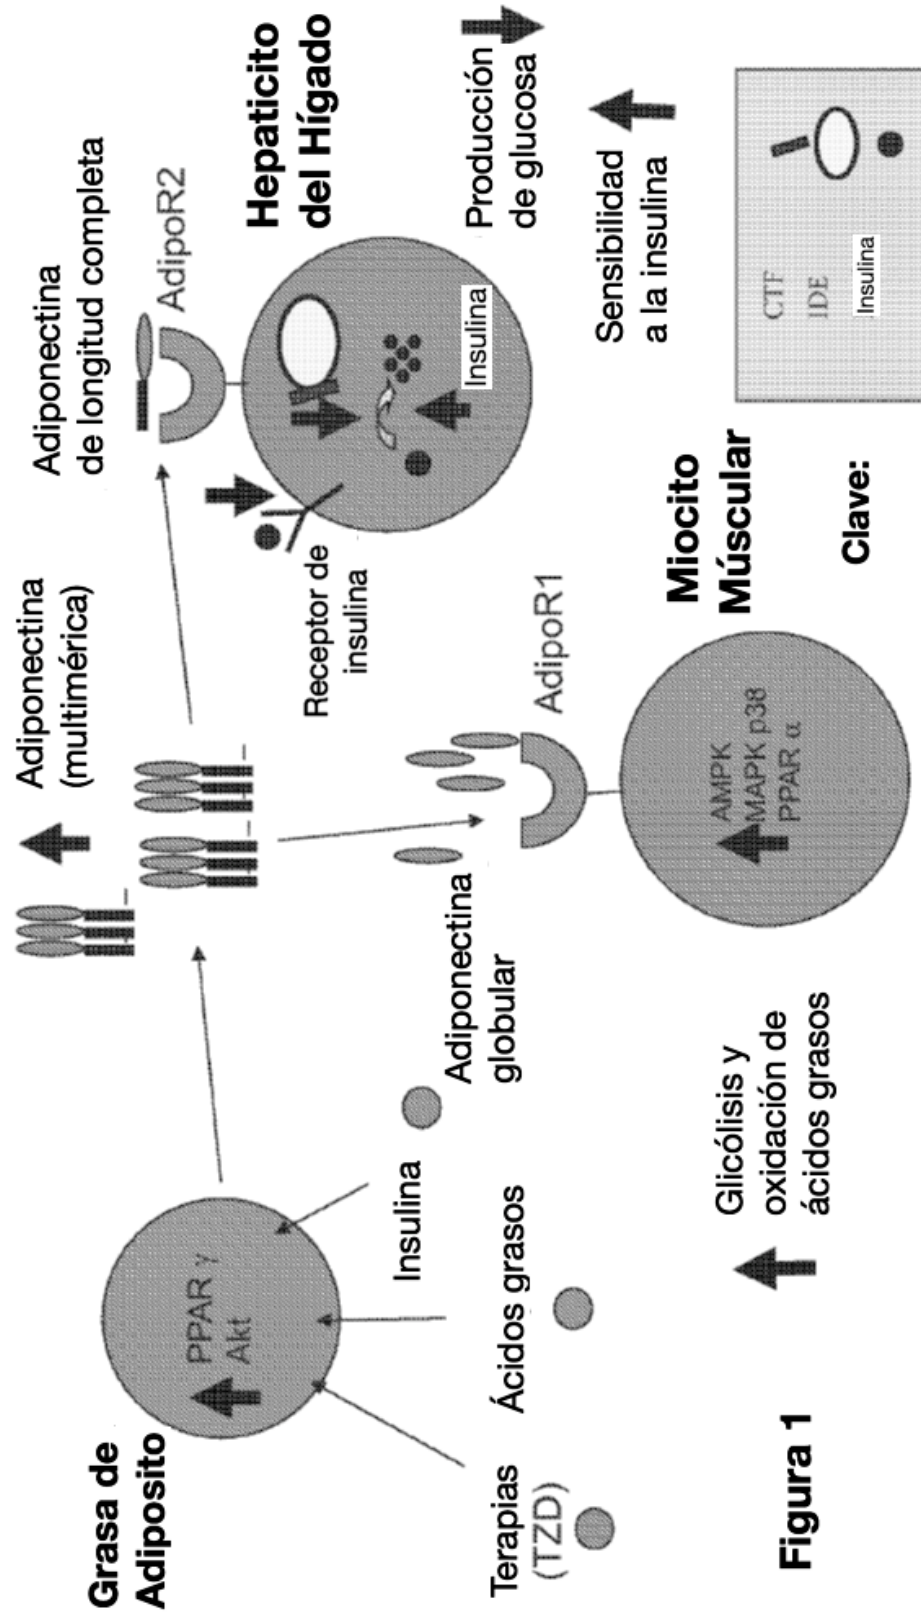 Grasa de
Adiposito
PPAR γ
Akt
Terapias
(TZD)
Ácidos grasos
Insulina
Adiponectina
(multimérica)
Adiponectina
globular
Adiponectina
de longitud completa
AdipoR2
Receptor de
insulina
Insulina
Hepaticito
del Hígado
Producción
de glucosa
Sensibilidad
a la insulina
AdipoR1
AMPK
MAPK p38
PPAR α
Miocito
Múscular
Glicólisis y
oxidación de
ácidos grasos
Clave:
CTF
IDE
Insulina
Figura 1